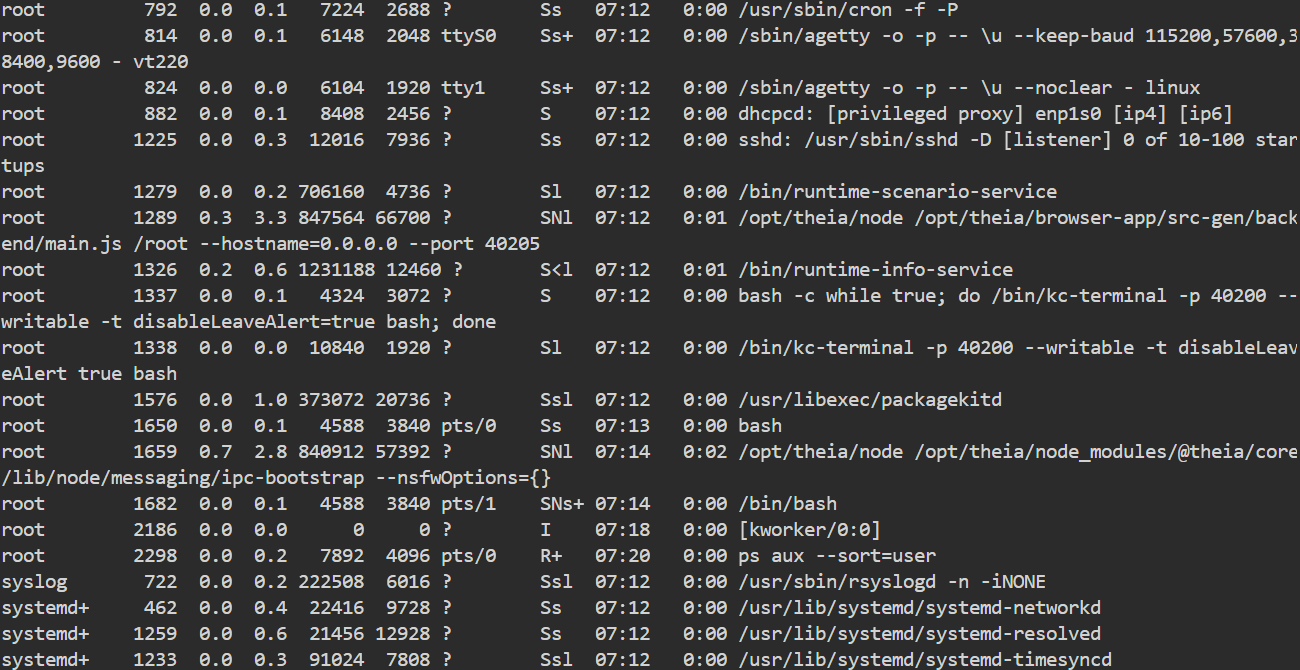 root         792  0.0  0.1   7224  2688 ?        Ss   07:12   0:00 /usr/sbin/cron -f -P
root         814  0.0  0.1   6148  2048 ttyS0    Ss+  07:12   0:00 /sbin/agetty -o -p -- \u --keep-baud 115200,57600,3
8400,9600 - vt220
root         824  0.0  0.0   6104  1920 tty1     Ss+  07:12   0:00 /sbin/agetty -o -p -- \u --noclear - linux
root         882  0.0  0.1   8408  2456 ?        S    07:12   0:00 dhcpcd: [privileged proxy] enp1s0 [ip4] [ip6]
root        1225  0.0  0.3  12016  7936 ?        Ss   07:12   0:00 sshd: /usr/sbin/sshd -D [listener] 0 of 10-100 star
tups
root        1279  0.0  0.2 706160  4736 ?        Sl   07:12   0:00 /bin/runtime-scenario-service
root        1289  0.3  3.3 847564 66700 ?        SNl  07:12   0:01 /opt/theia/node /opt/theia/browser-app/src-gen/back
end/main.js /root --hostname=0.0.0.0 --port 40205
root        1326  0.2  0.6 1231188 12460 ?       S<l  07:12   0:01 /bin/runtime-info-service
root        1337  0.0  0.1   4324  3072 ?        S    07:12   0:00 bash -c while true; do /bin/kc-terminal -p 40200 --
writable -t disableLeaveAlert=true bash; done
root        1338  0.0  0.0  10840  1920 ?        Sl   07:12   0:00 /bin/kc-terminal -p 40200 --writable -t disableLeav
eAlert true bash
root        1576  0.0  1.0 373072 20736 ?        Ssl  07:12   0:00 /usr/libexec/packagekitd
root        1650  0.0  0.1   4588  3840 pts/0    Ss   07:13   0:00 bash
root        1659  0.7  2.8 840912 57392 ?        SNl  07:14   0:02 /opt/theia/node /opt/theia/node_modules/@theia/core
/lib/node/messaging/ipc-bootstrap --nsfwOptions={}
root        1682  0.0  0.1   4588  3840 pts/1    SNs+ 07:14   0:00 /bin/bash
root        2186  0.0  0.0      0     0 ?        I    07:18   0:00 [kworker/0:0]
root        2298  0.0  0.2   7892  4096 pts/0    R+   07:20   0:00 ps aux --sort=user
syslog       722  0.0  0.2 222508  6016 ?        Ssl  07:12   0:00 /usr/sbin/rsyslogd -n -iNONE
systemd+     462  0.0  0.4  22416  9728 ?        Ss   07:12   0:00 /usr/lib/systemd/systemd-networkd
systemd+    1259  0.0  0.6  21456 12928 ?        Ss   07:12   0:00 /usr/lib/systemd/systemd-resolved
systemd+    1233  0.0  0.3  91024  7808 ?        Ssl  07:12   0:00 /usr/lib/systemd/systemd-timesyncd